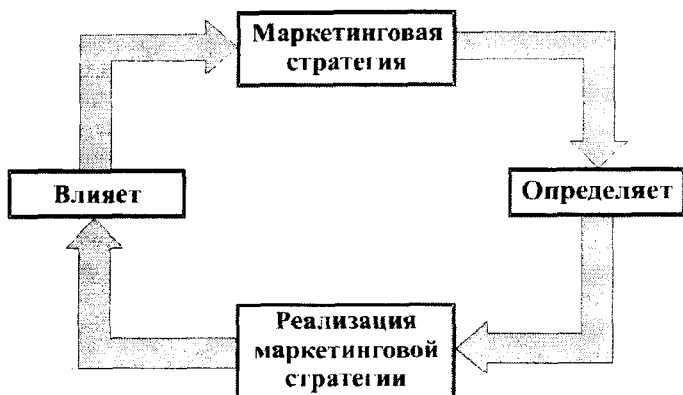 Маркетинговая
стратегия
Влияет
Определяет
Реализация
маркетинговой
стратегии